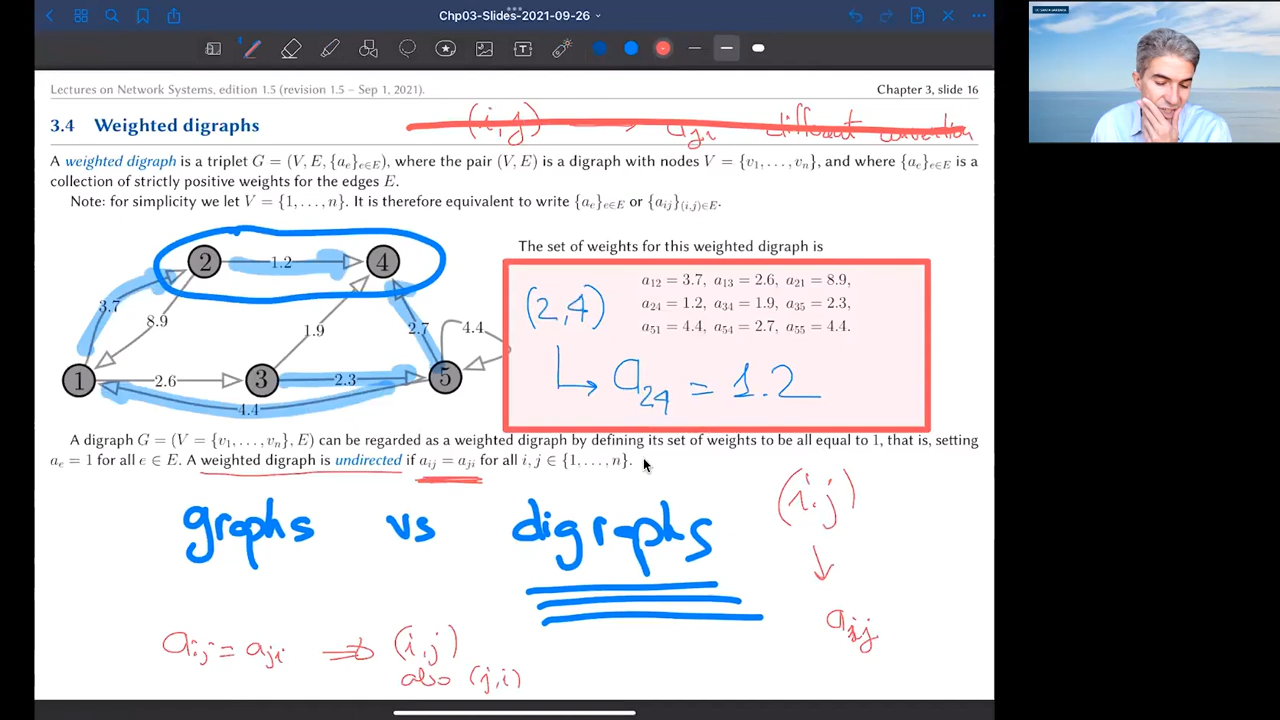 Chp03-Slides-2021-09-26
Lectures on Network Systems, edition 1.5 (revision 1.5 – Sep 1, 2021). Chapter 3, slide 16
(i,j) → aji different convention
3.4 Weighted digraphs
A weighted digraph is a triplet G = (V, E, {a_e}_{e∈E}), where the pair (V, E) is a digraph with nodes V = {v_1, . . . , v_n}, and where {a_e}_{e∈E} is a
collection of strictly positive weights for the edges E.
Note: for simplicity we let V = {1, . . . , n}. It is therefore equivalent to write {a_e}_{e∈E} or {a_{ij}}_{(i,j)∈E}.
2 1.2 4
3.7 8.9 1.9 2.7 4.4
1 2.6 3 2.3 5
4.4
The set of weights for this weighted digraph is
a_12 = 3.7, a_13 = 2.6, a_21 = 8.9,
a_24 = 1.2, a_34 = 1.9, a_35 = 2.3,
a_51 = 4.4, a_54 = 2.7, a_55 = 4.4.
(2,4)
↳ a_24 = 1.2
A digraph G = (V = {v_1, . . . , v_n}, E) can be regarded as a weighted digraph by defining its set of weights to be all equal to 1, that is, setting
a_e = 1 for all e ∈ E. A weighted digraph is undirected if a_ij = a_ji for all i, j ∈ {1, . . . , n}.
graphs vs digraphs
(i,j)
↓
a_ij
a_ij = a_ji ⇒ (i,j)
also (j,i)